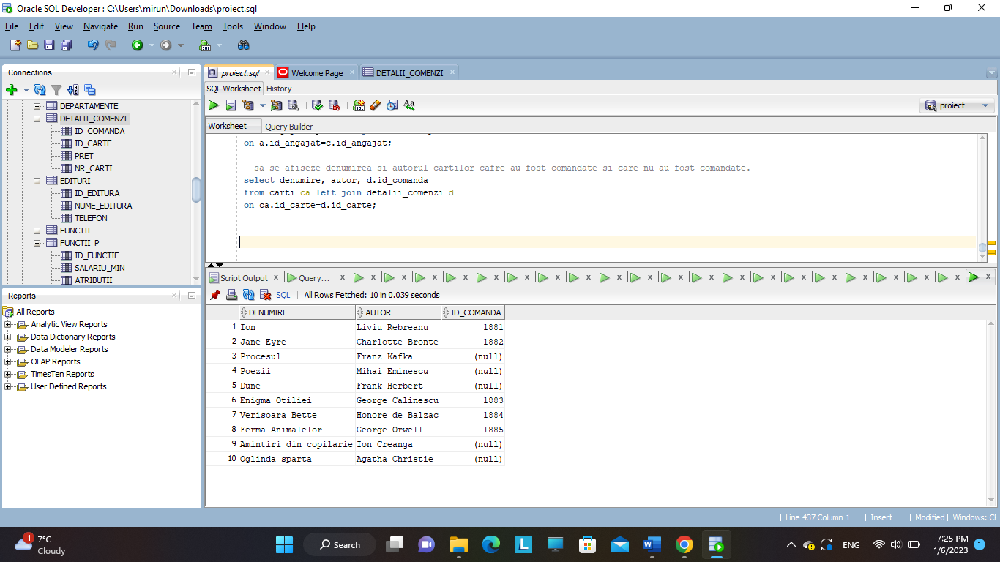 Oracle SQL Developer : C:\Users\mirun\Downloads\proiect.sql
File Edit View Navigate Run Source Team Tools Window Help
Connections
DEPARTAMENTE
DETALII_COMENZI
ID_COMANDA
ID_CARTE
PRET
NR_CARTI
EDITURI
ID_EDITURA
NUME_EDITURA
TELEFON
FUNCTII
FUNCTII_P
ID_FUNCTIE
SALARIU_MIN
ATRIBUTII
Reports
All Reports
Analytic View Reports
Data Dictionary Reports
Data Modeler Reports
OLAP Reports
TimesTen Reports
User Defined Reports
proiect.sql Welcome Page DETALII_COMENZI
SQL Worksheet History
proiect
Worksheet Query Builder
on a.id_angajat=c.id_angajat;
--sa se afiseze denumirea si autorul cartilor cafre au fost comandate si care nu au fost comandate.
select denumire, autor, d.id_comanda
from carti ca left join detalii_comenzi d
on ca.id_carte=d.id_carte;
Script Output x Query... x x x x x x x x x x x x x x x x x x x x x x
SQL | All Rows Fetched: 10 in 0.039 seconds
DENUMIRE AUTOR ID_COMANDA
1 Ion Liviu Rebreanu 1881
2 Jane Eyre Charlotte Bronte 1882
3 Procesul Franz Kafka (null)
4 Poezii Mihai Eminescu (null)
5 Dune Frank Herbert (null)
6 Enigma Otiliei George Calinescu 1883
7 Verisoara Bette Honore de Balzac 1884
8 Ferma Animalelor George Orwell 1885
9 Amintiri din copilarie Ion Creanga (null)
10 Oglinda sparta Agatha Christie (null)
| Line 437 Column 1 | Insert | Modified | Windows:
1 7°C
Cloudy
Search
ENG
7:25 PM
1/6/2023
1